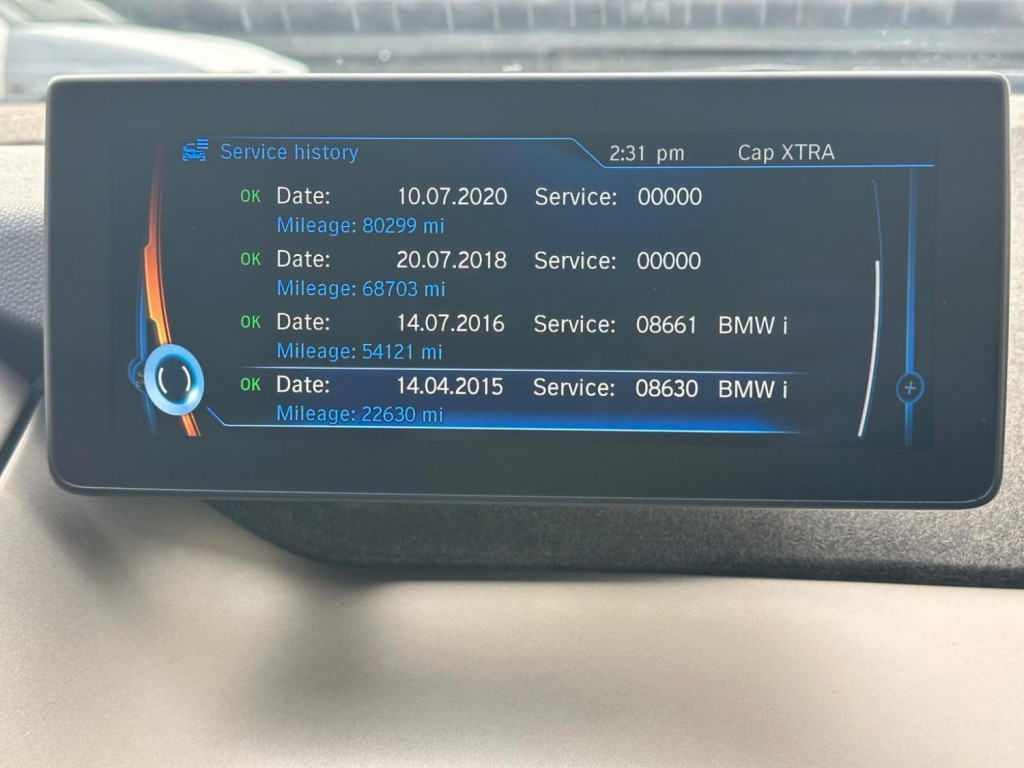 Service history 2:31 pm Cap XTRA
OK Date: 10.07.2020 Service: 00000
Mileage: 80299 mi
OK Date: 20.07.2018 Service: 00000
Mileage: 68703 mi
OK Date: 14.07.2016 Service: 08661 BMW i
Mileage: 54121 mi
OK Date: 14.04.2015 Service: 08630 BMW i
Mileage: 22630 mi